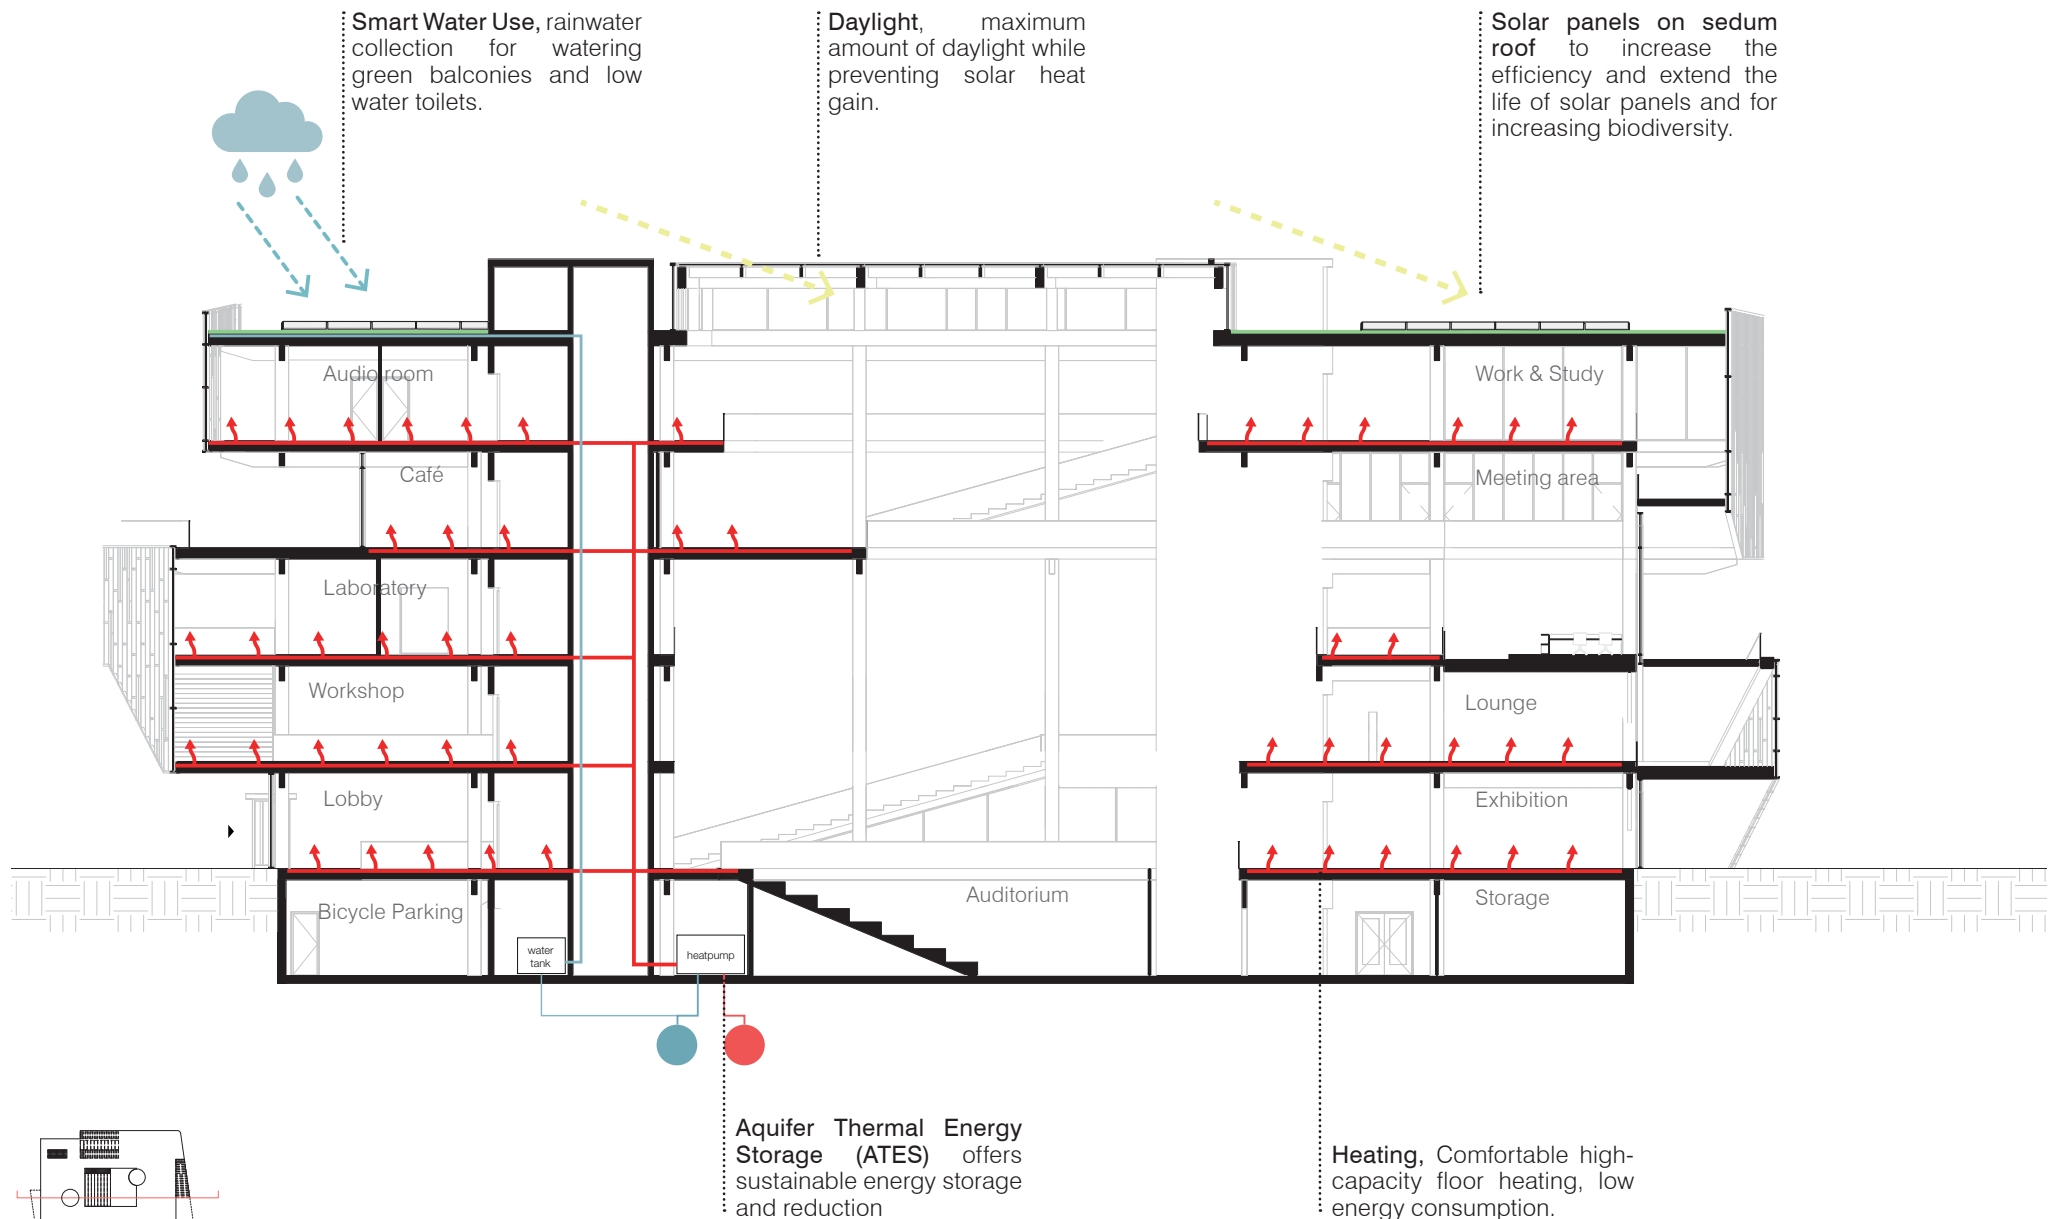 Smart Water Use, rainwater
collection for watering
green balconies and low
water toilets.
Daylight, maximum
amount of daylight while
preventing solar heat
gain.
Solar panels on sedum
roof to increase the
efficiency and extend the
life of solar panels and for
increasing biodiversity.
Audio room
Work & Study
Café
Meeting area
Laboratory
Workshop
Lounge
Lobby
Exhibition
Bicycle Parking
Auditorium
Storage
water
tank
heatpump
Aquifer Thermal Energy
Storage (ATES) offers
sustainable energy storage
and reduction
Heating, Comfortable high-
capacity floor heating, low
energy consumption.